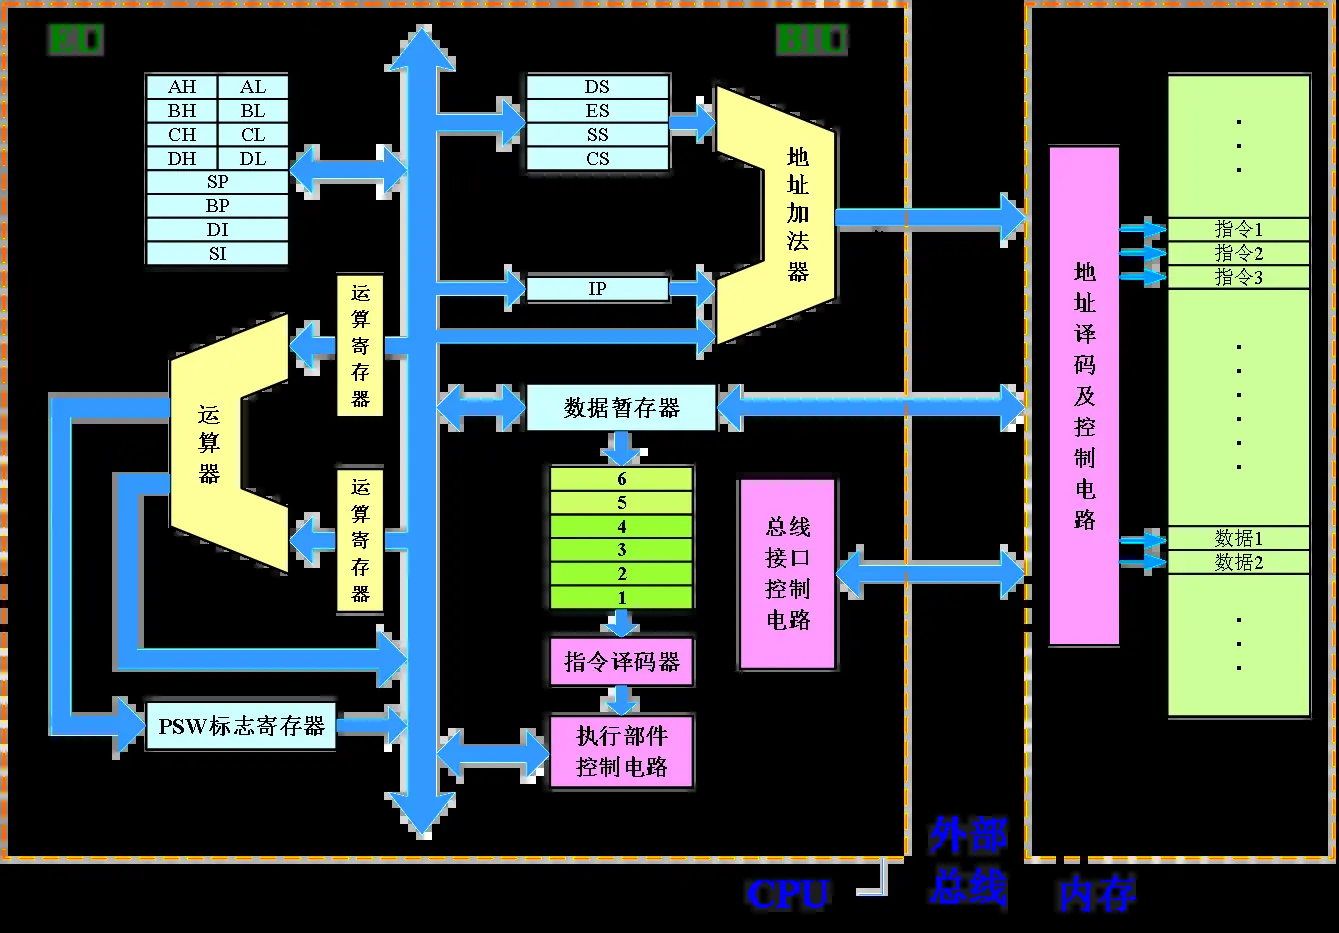 EU
BIU
AH AL
BH BL
CH CL
DH DL
SP
BP
DI
SI
DS
ES
SS
CS
地址加法器
IP
运算寄存器
运算器
运算寄存器
PSW标志寄存器
数据暂存器
6
5
4
3
2
1
指令译码器
执行部件
控制电路
总线
接口
控制
电路
地址译码及控制电路
指令1
指令2
指令3
数据1
数据2
CPU
外部
总线
内存